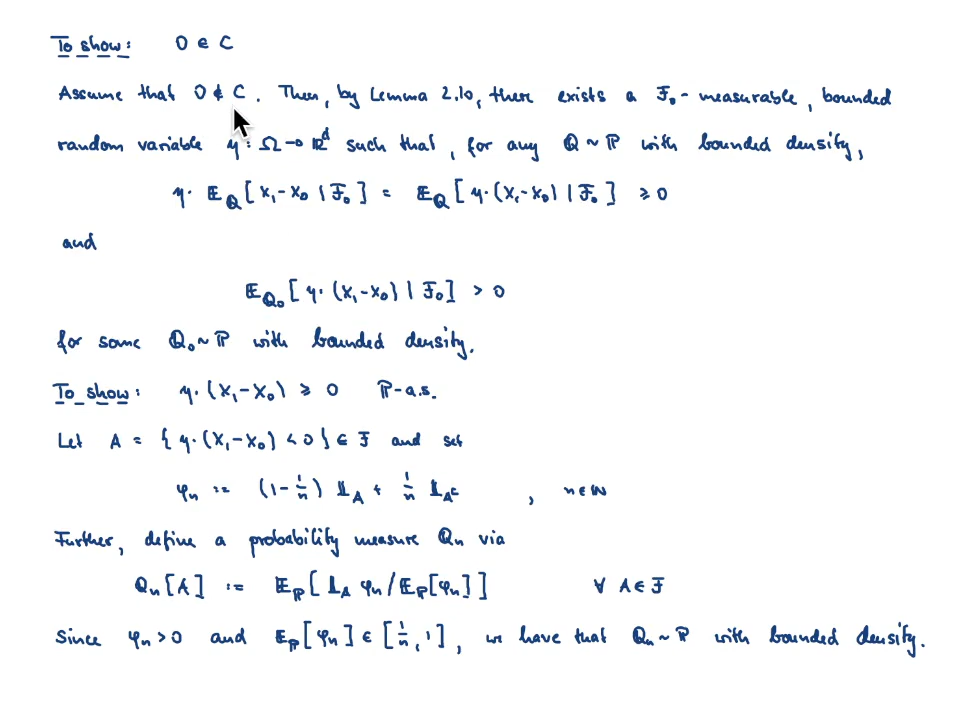 To show: 0 ∈ C
Assume that 0 ∉ C. Then, by Lemma 2.10, there exists a F₀-measurable, bounded
random variable η: Ω → ℝᵈ such that, for any Q ~ P with bounded density,
η · E_Q[X₁ - X₀ | F₀] = E_Q[η · (X₁ - X₀) | F₀] ≥ 0
and
E_Q₀[η · (X₁ - X₀) | F₀] > 0
for some Q₀ ~ P with bounded density.
To show: η · (X₁ - X₀) ≥ 0 P-a.s.
Let A = {η · (X₁ - X₀) < 0} ∈ F and set
φₙ := (1 - 1/n) 𝟙_A + 1/n 𝟙_Aᶜ , n ∈ ℕ
Further, define a probability measure Qₙ via
Qₙ[A] := E_P[𝟙_A φₙ / E_P[φₙ]] ∀ A ∈ F
Since φₙ > 0 and E_P[φₙ] ∈ [1/n, 1], we have that Qₙ ~ P with bounded density.